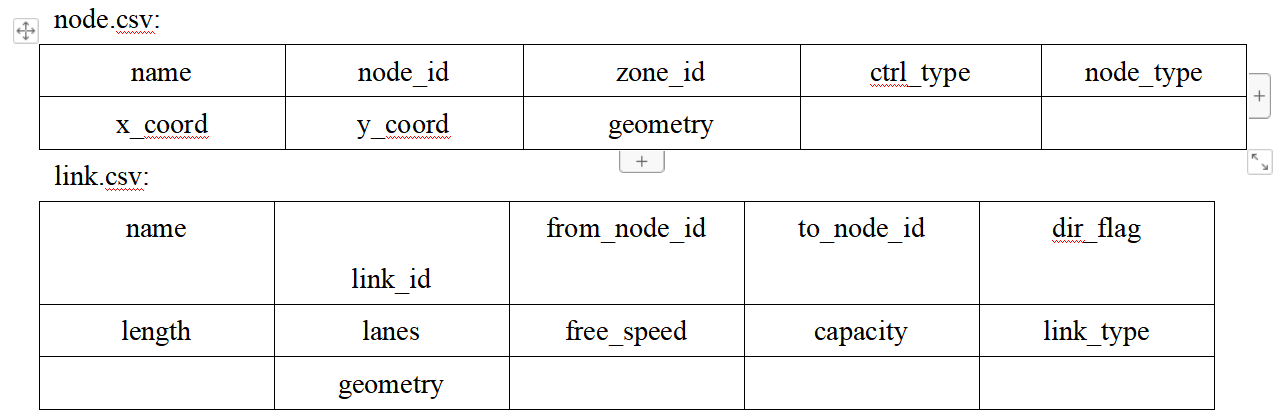 node.csv:
name node_id zone_id ctrl_type node_type
x_coord y_coord geometry
link.csv:
name link_id from_node_id to_node_id dir_flag
length lanes free_speed capacity link_type
geometry